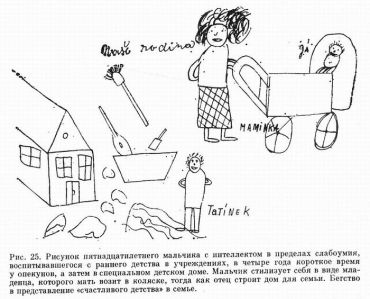 Naše rodina
já
MAMINKA
TATÍNEK
Рис. 25. Рисунок пятнадцатилетнего мальчика с интеллектом в пределах слабоумия,
воспитывавшегося с раннего детства в учреждениях, в четыре года короткое время
у опекунов, а затем в специальном детском доме. Мальчик стилизует себя в виде мла-
денца, которого мать возит в коляске, тогда как отец строит дом для семьи. Бегство
в представление «счастливого детства» в семье.